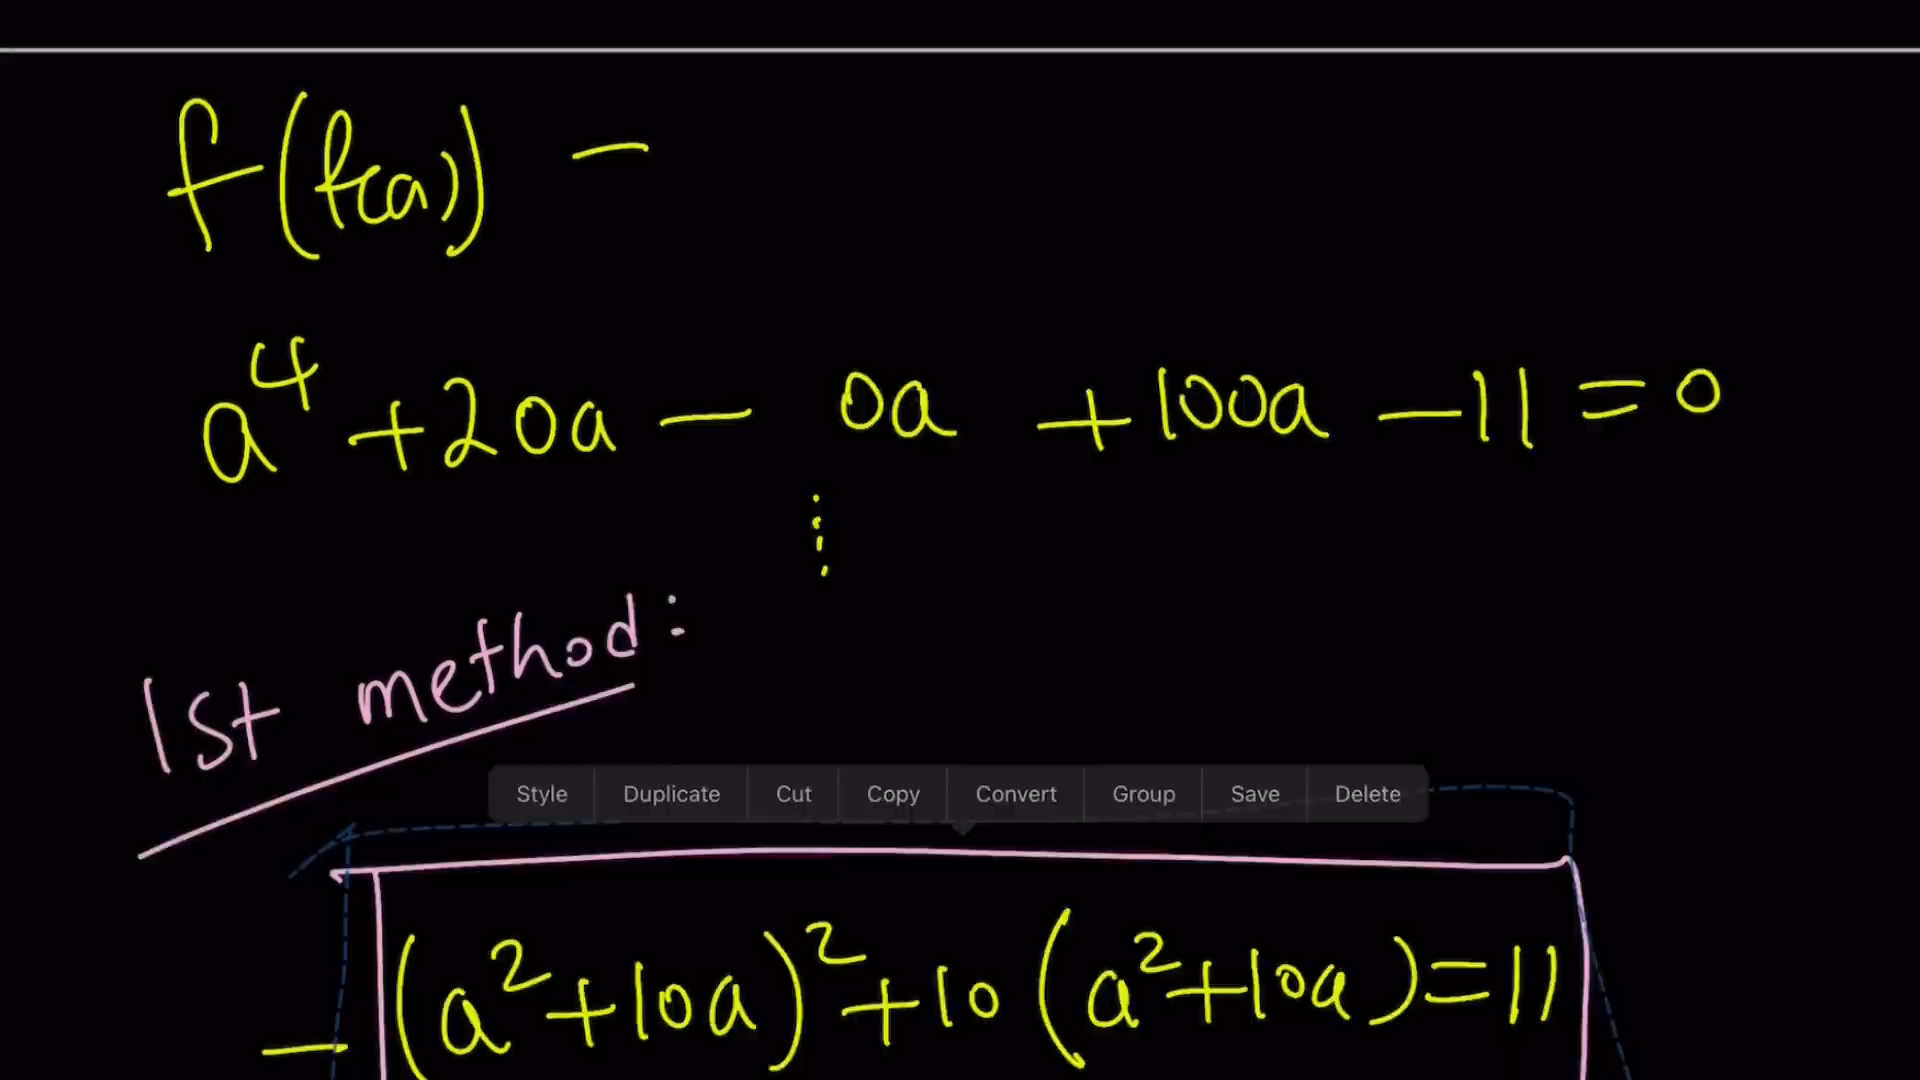 f(f(a)) −
a⁴ + 20a − 0a + 100a − 11 = 0
⋮
1st method:
Style Duplicate Cut Copy Convert Group Save Delete
− (a² + 10a)² + 10 (a² + 10a) = 11